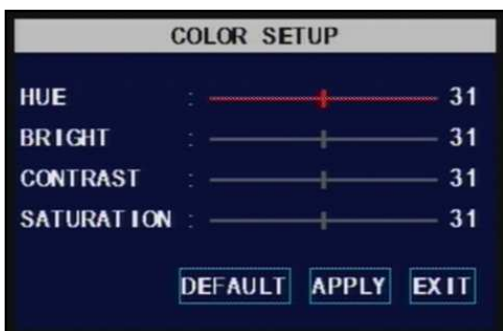 COLOR SETUP
HUE : 31
BRIGHT : 31
CONTRAST : 31
SATURATION : 31
DEFAULT APPLY EXIT